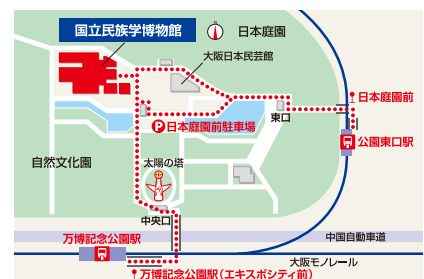 国立民族学博物館
日本庭園
大阪日本民芸館
日本庭園前
東口
P日本庭園前駐車場
公園東口駅
自然文化園
太陽の塔
中央口
万博記念公園駅
中国自動車道
大阪モノレール
万博記念公園駅(エキスポシティ前)